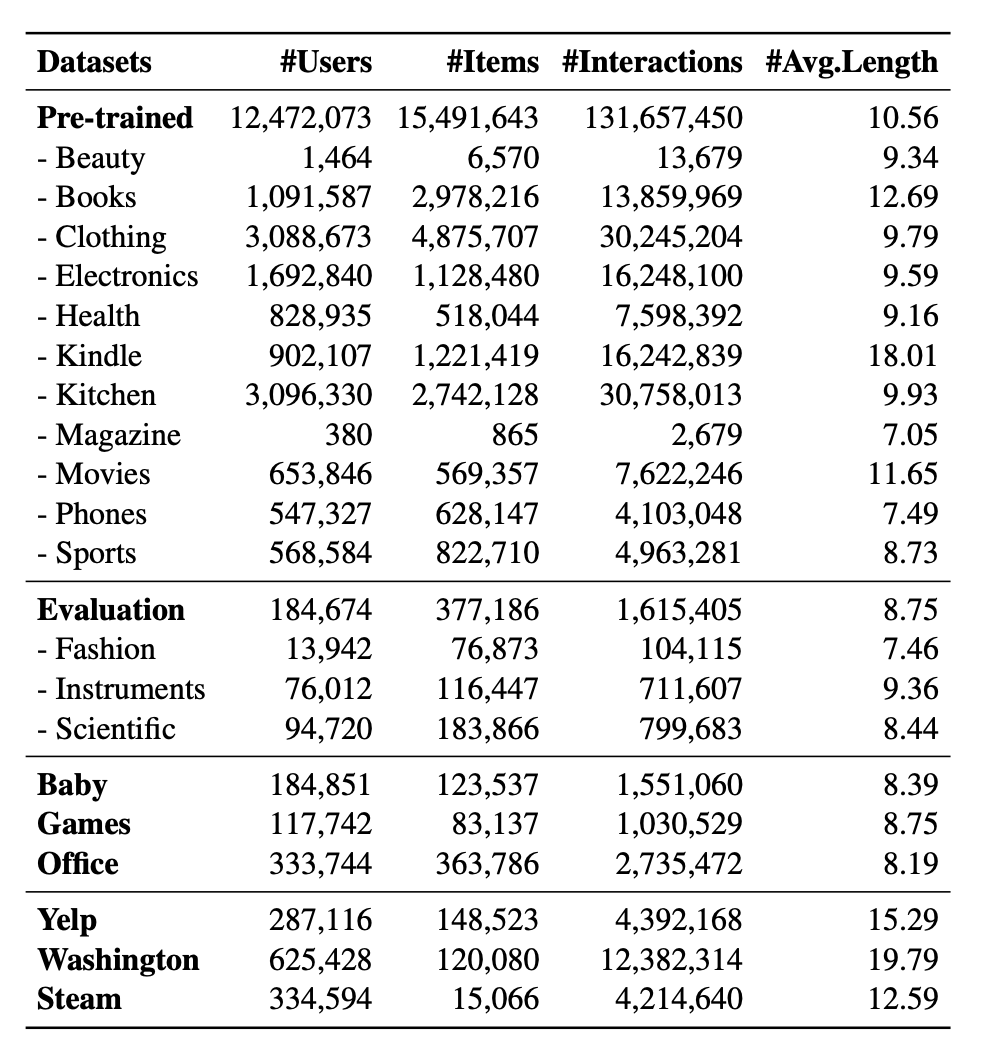 Datasets #Users #Items #Interactions #Avg.Length
Pre-trained 12,472,073 15,491,643 131,657,450 10.56
- Beauty 1,464 6,570 13,679 9.34
- Books 1,091,587 2,978,216 13,859,969 12.69
- Clothing 3,088,673 4,875,707 30,245,204 9.79
- Electronics 1,692,840 1,128,480 16,248,100 9.59
- Health 828,935 518,044 7,598,392 9.16
- Kindle 902,107 1,221,419 16,242,839 18.01
- Kitchen 3,096,330 2,742,128 30,758,013 9.93
- Magazine 380 865 2,679 7.05
- Movies 653,846 569,357 7,622,246 11.65
- Phones 547,327 628,147 4,103,048 7.49
- Sports 568,584 822,710 4,963,281 8.73
Evaluation 184,674 377,186 1,615,405 8.75
- Fashion 13,942 76,873 104,115 7.46
- Instruments 76,012 116,447 711,607 9.36
- Scientific 94,720 183,866 799,683 8.44
Baby 184,851 123,537 1,551,060 8.39
Games 117,742 83,137 1,030,529 8.75
Office 333,744 363,786 2,735,472 8.19
Yelp 287,116 148,523 4,392,168 15.29
Washington 625,428 120,080 12,382,314 19.79
Steam 334,594 15,066 4,214,640 12.59